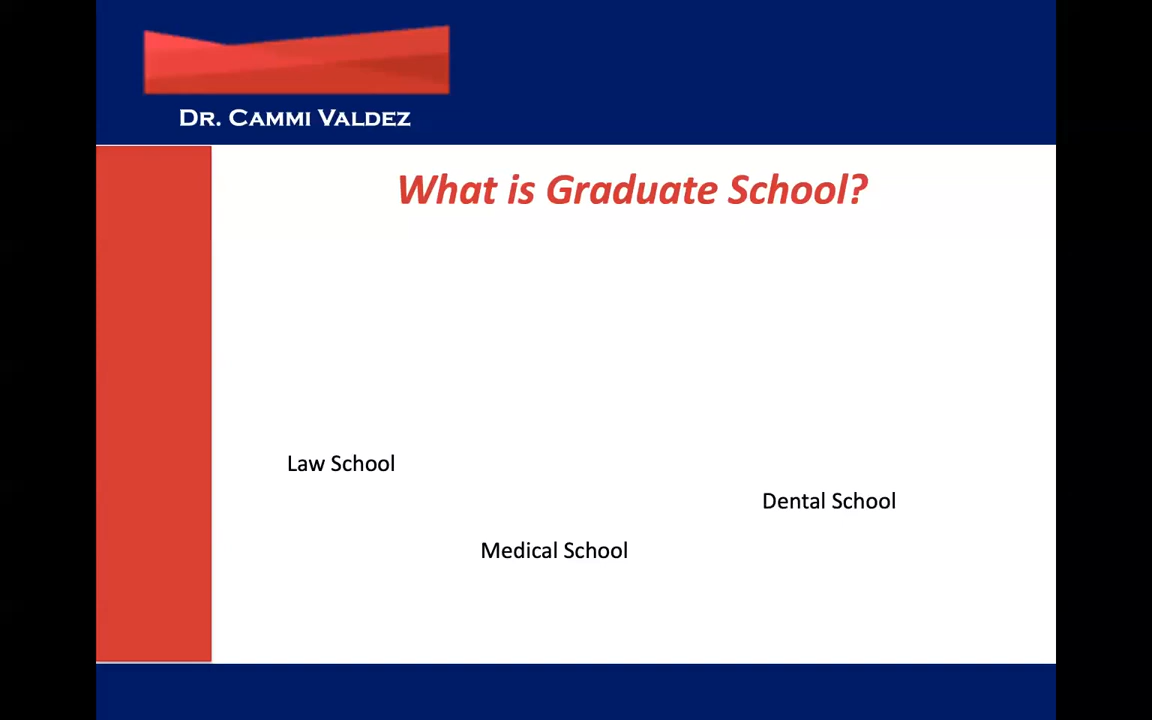 DR. CAMMI VALDEZ
What is Graduate School?
Law School
Dental School
Medical School